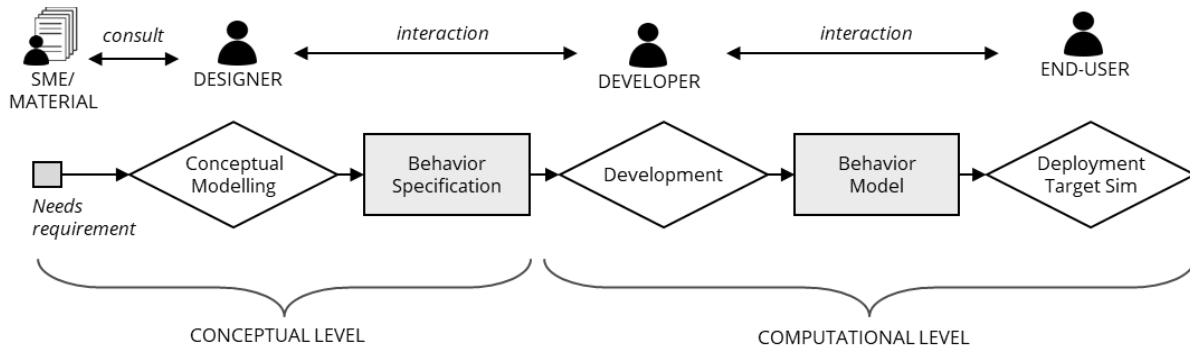 consult
interaction
interaction
SME/
MATERIAL
DESIGNER
DEVELOPER
END-USER
Conceptual
Modelling
Behavior
Specification
Development
Behavior
Model
Deployment
Target Sim
Needs
requirement
CONCEPTUAL LEVEL
COMPUTATIONAL LEVEL